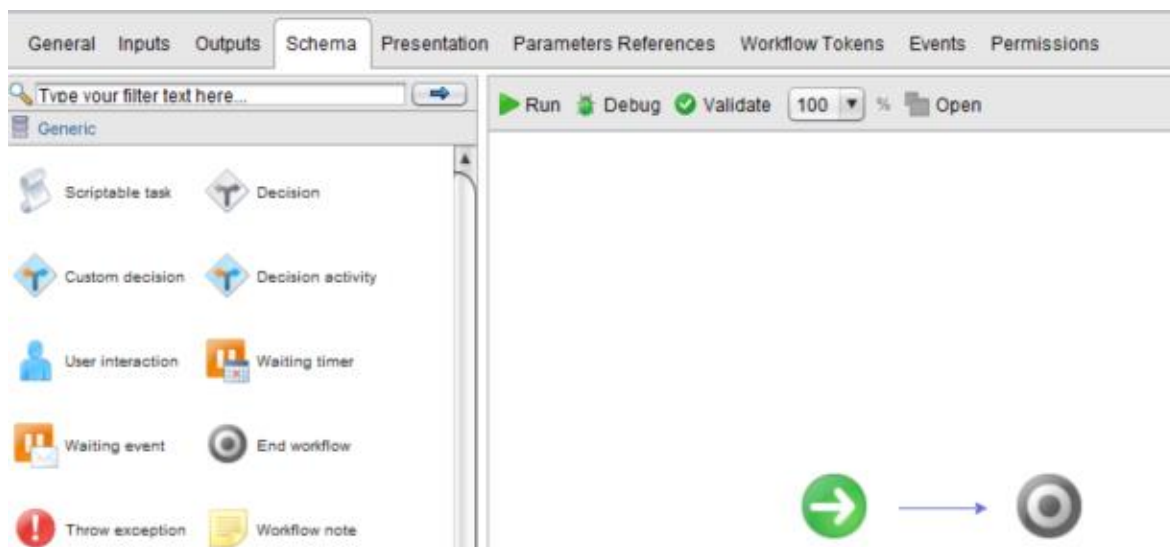 General Inputs Outputs Schema Presentation Parameters References Workflow Tokens Events Permissions
Type your filter text here...
Run Debug Validate 100 % Open
Generic
Scriptable task Decision
Custom decision Decision activity
User interaction Waiting timer
Waiting event End workflow
Throw exception Workflow note